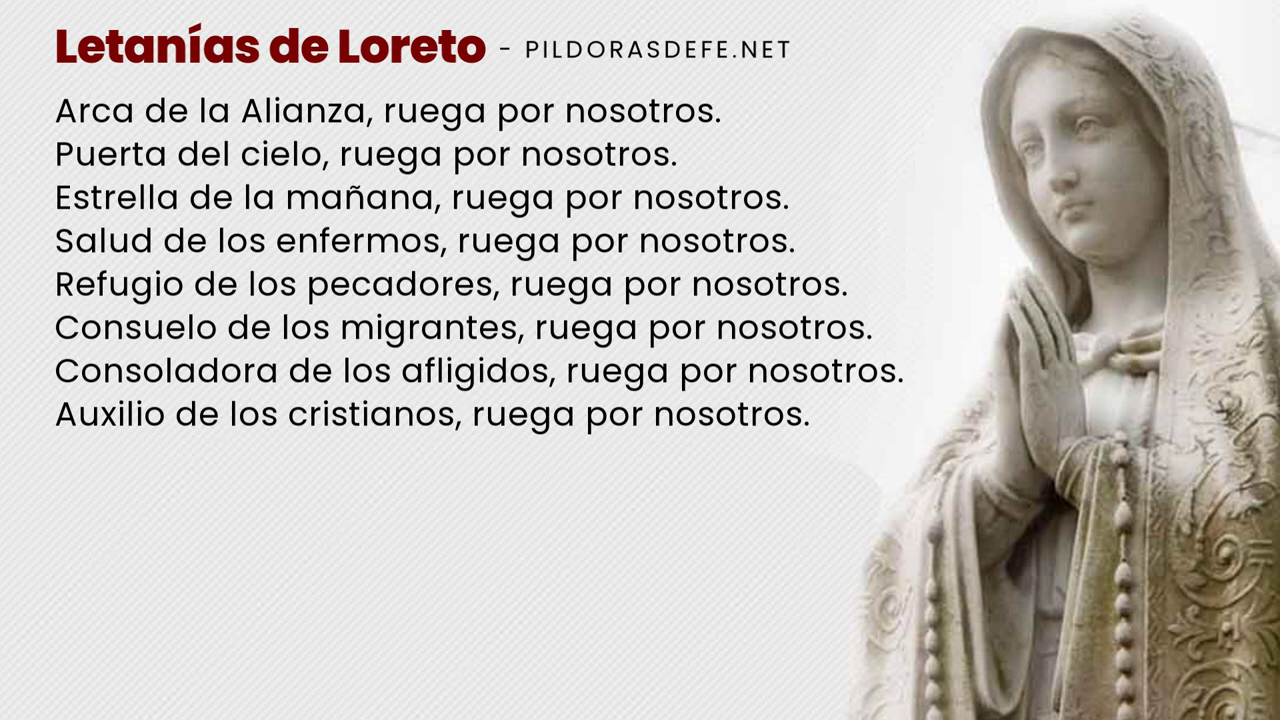 Letanías de Loreto - PILDORASDEFE.NET
Arca de la Alianza, ruega por nosotros.
Puerta del cielo, ruega por nosotros.
Estrella de la mañana, ruega por nosotros.
Salud de los enfermos, ruega por nosotros.
Refugio de los pecadores, ruega por nosotros.
Consuelo de los migrantes, ruega por nosotros.
Consoladora de los afligidos, ruega por nosotros.
Auxilio de los cristianos, ruega por nosotros.